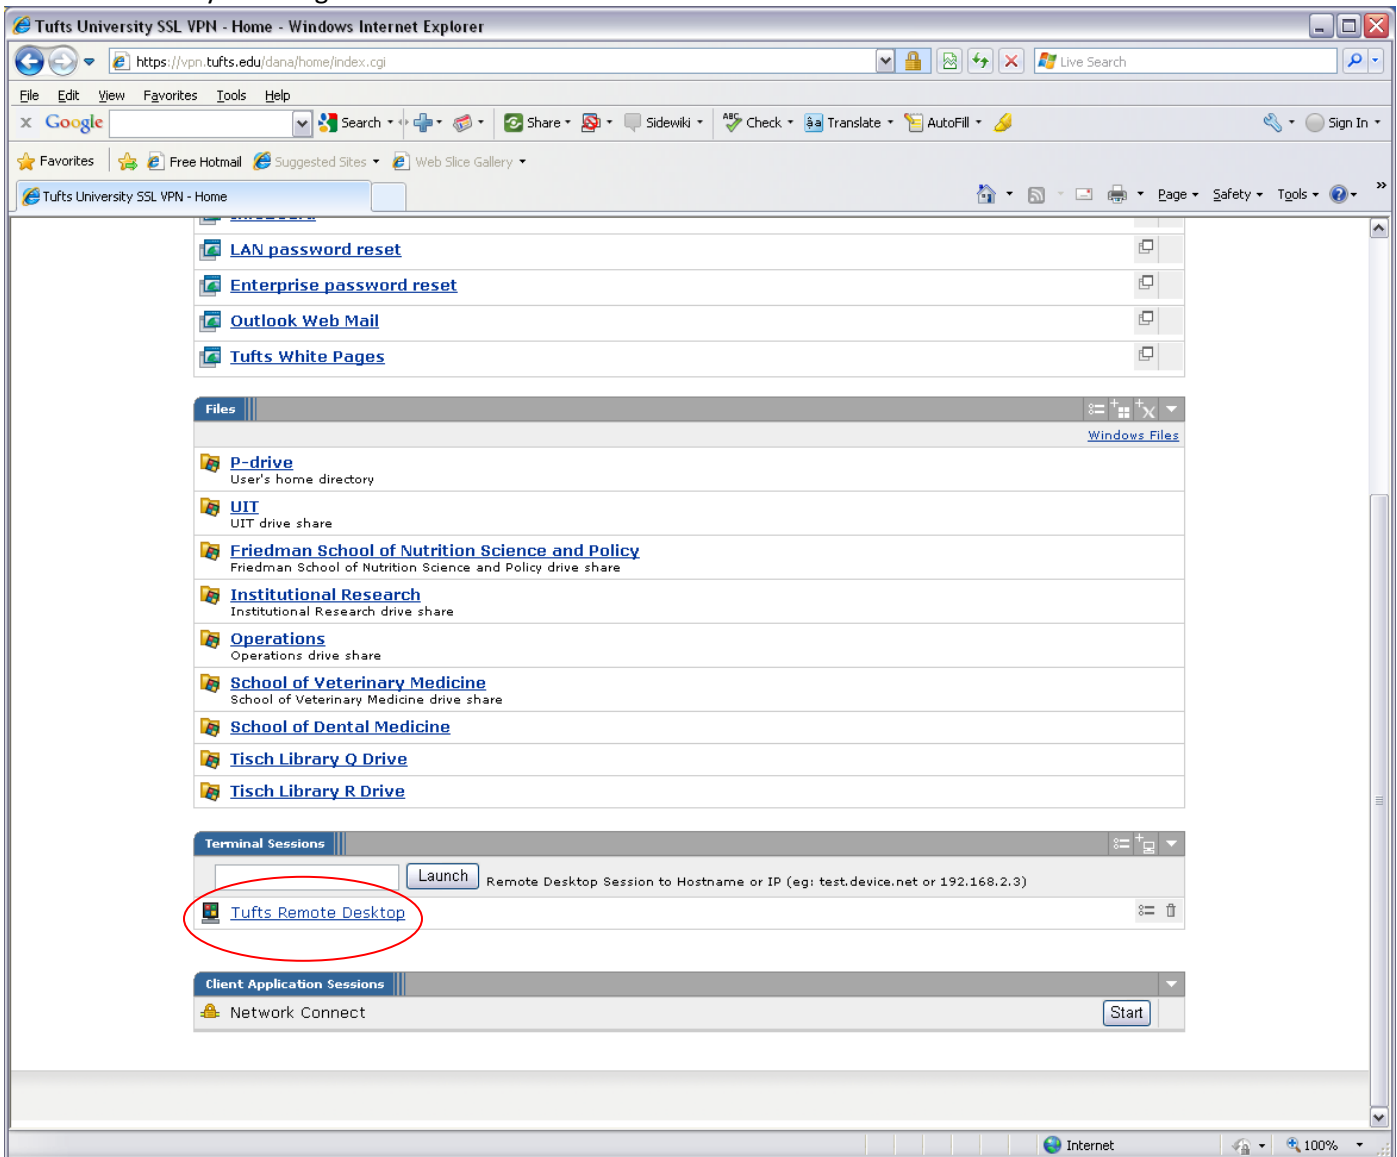 Tufts University SSL VPN - Home - Windows Internet Explorer
https://vpn.tufts.edu/dana/home/index.cgi
Live Search
File Edit View Favorites Tools Help
x Google Search Share Sidewiki ABC Check Translate AutoFill Sign In
Favorites Free Hotmail Suggested Sites Web Slice Gallery
Tufts University SSL VPN - Home Page Safety Tools »
LAN password reset
Enterprise password reset
Outlook Web Mail
Tufts White Pages
Files
Windows Files
P-drive
User's home directory
UIT
UIT drive share
Friedman School of Nutrition Science and Policy
Friedman School of Nutrition Science and Policy drive share
Institutional Research
Institutional Research drive share
Operations
Operations drive share
School of Veterinary Medicine
School of Veterinary Medicine drive share
School of Dental Medicine
Tisch Library Q Drive
Tisch Library R Drive
Terminal Sessions
Launch Remote Desktop Session to Hostname or IP (eg: test.device.net or 192.168.2.3)
Tufts Remote Desktop
Client Application Sessions
Network Connect Start
Internet 100%